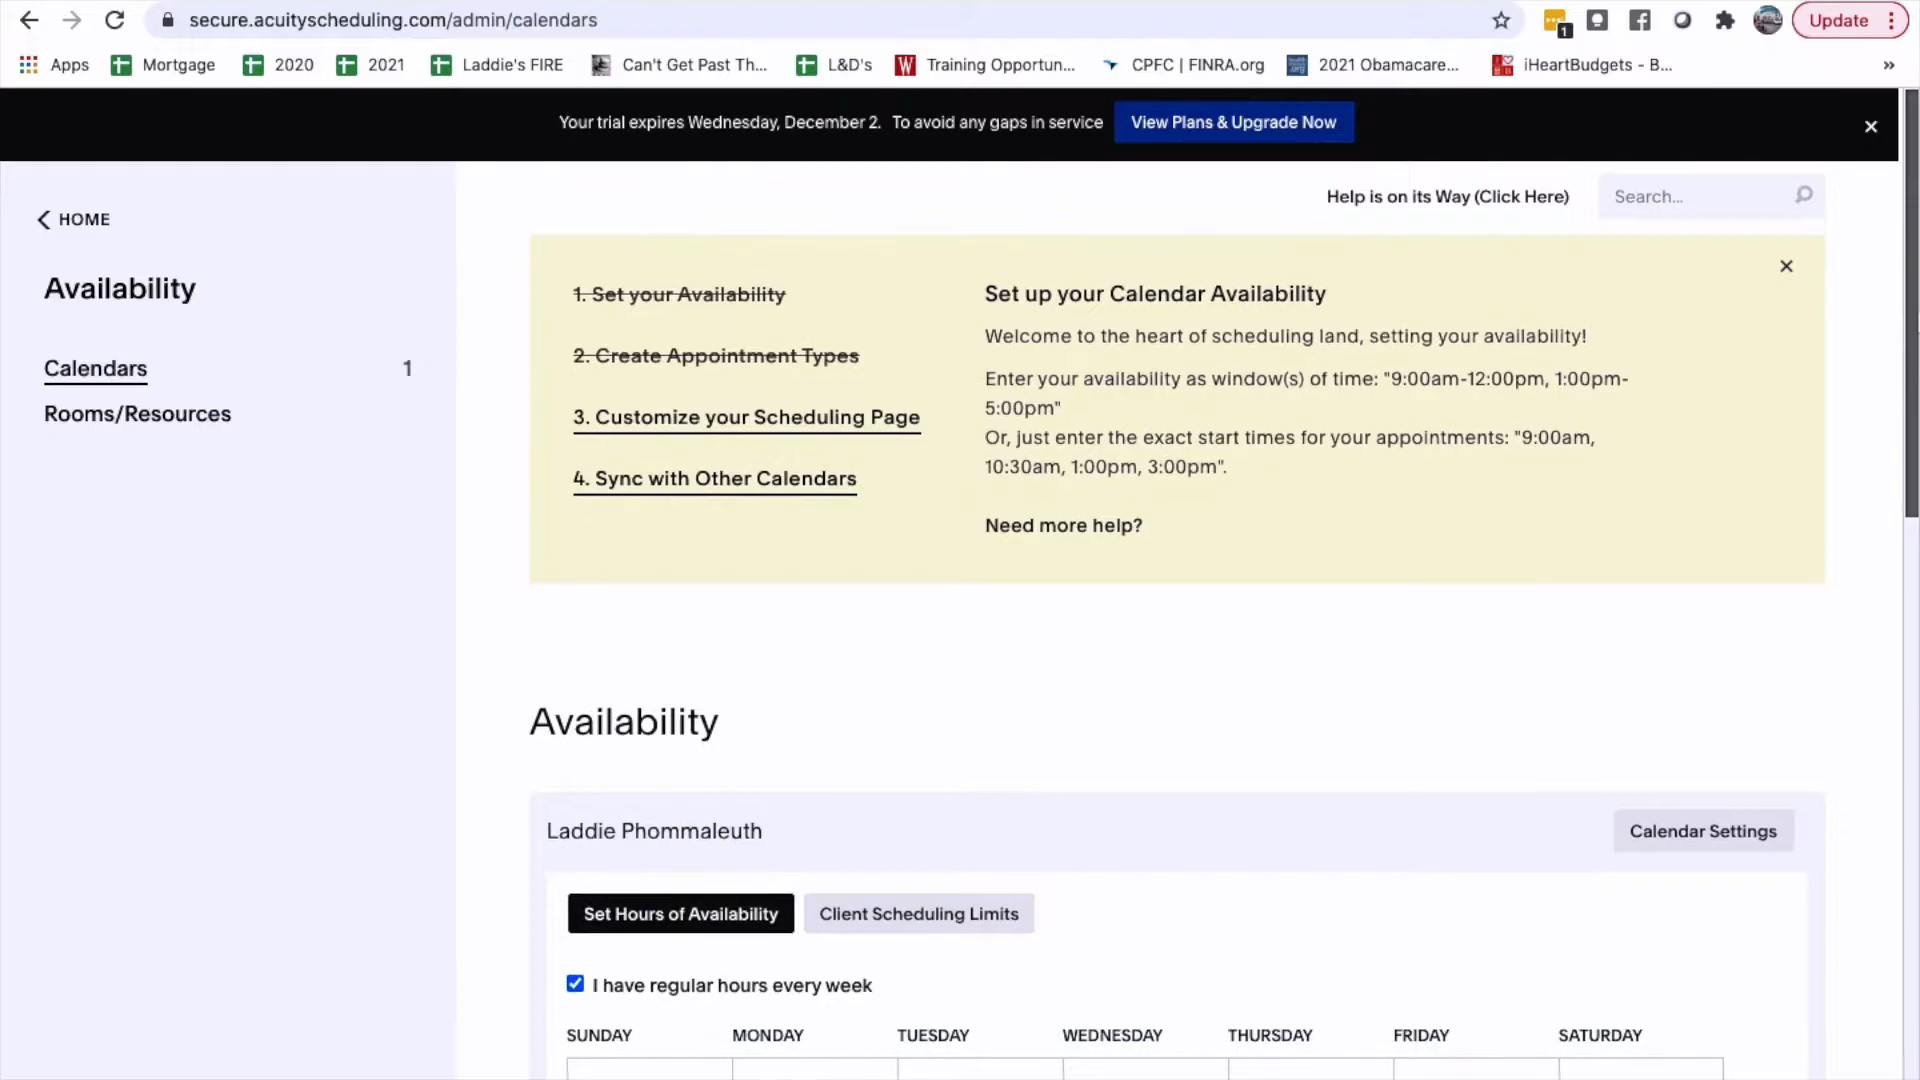 secure.acuityscheduling.com/admin/calendars
1
Update
Apps
Mortgage
2020
2021
Laddie's FIRE
Can't Get Past Th...
L&D's
W
Training Opportun...
CPFC | FINRA.org
2021 Obamacare...
iHeartBudgets - B...
»
Your trial expires Wednesday, December 2. To avoid any gaps in service
View Plans & Upgrade Now
HOME
Help is on its Way (Click Here)
Search...
Availability
Calendars 1
Rooms/Resources
1. Set your Availability
2. Create Appointment Types
3. Customize your Scheduling Page
4. Sync with Other Calendars
Set up your Calendar Availability
Welcome to the heart of scheduling land, setting your availability!
Enter your availability as window(s) of time: "9:00am-12:00pm, 1:00pm-
5:00pm"
Or, just enter the exact start times for your appointments: "9:00am,
10:30am, 1:00pm, 3:00pm".
Need more help?
Availability
Laddie Phommaleuth
Calendar Settings
Set Hours of Availability
Client Scheduling Limits
I have regular hours every week
SUNDAY MONDAY TUESDAY WEDNESDAY THURSDAY FRIDAY SATURDAY